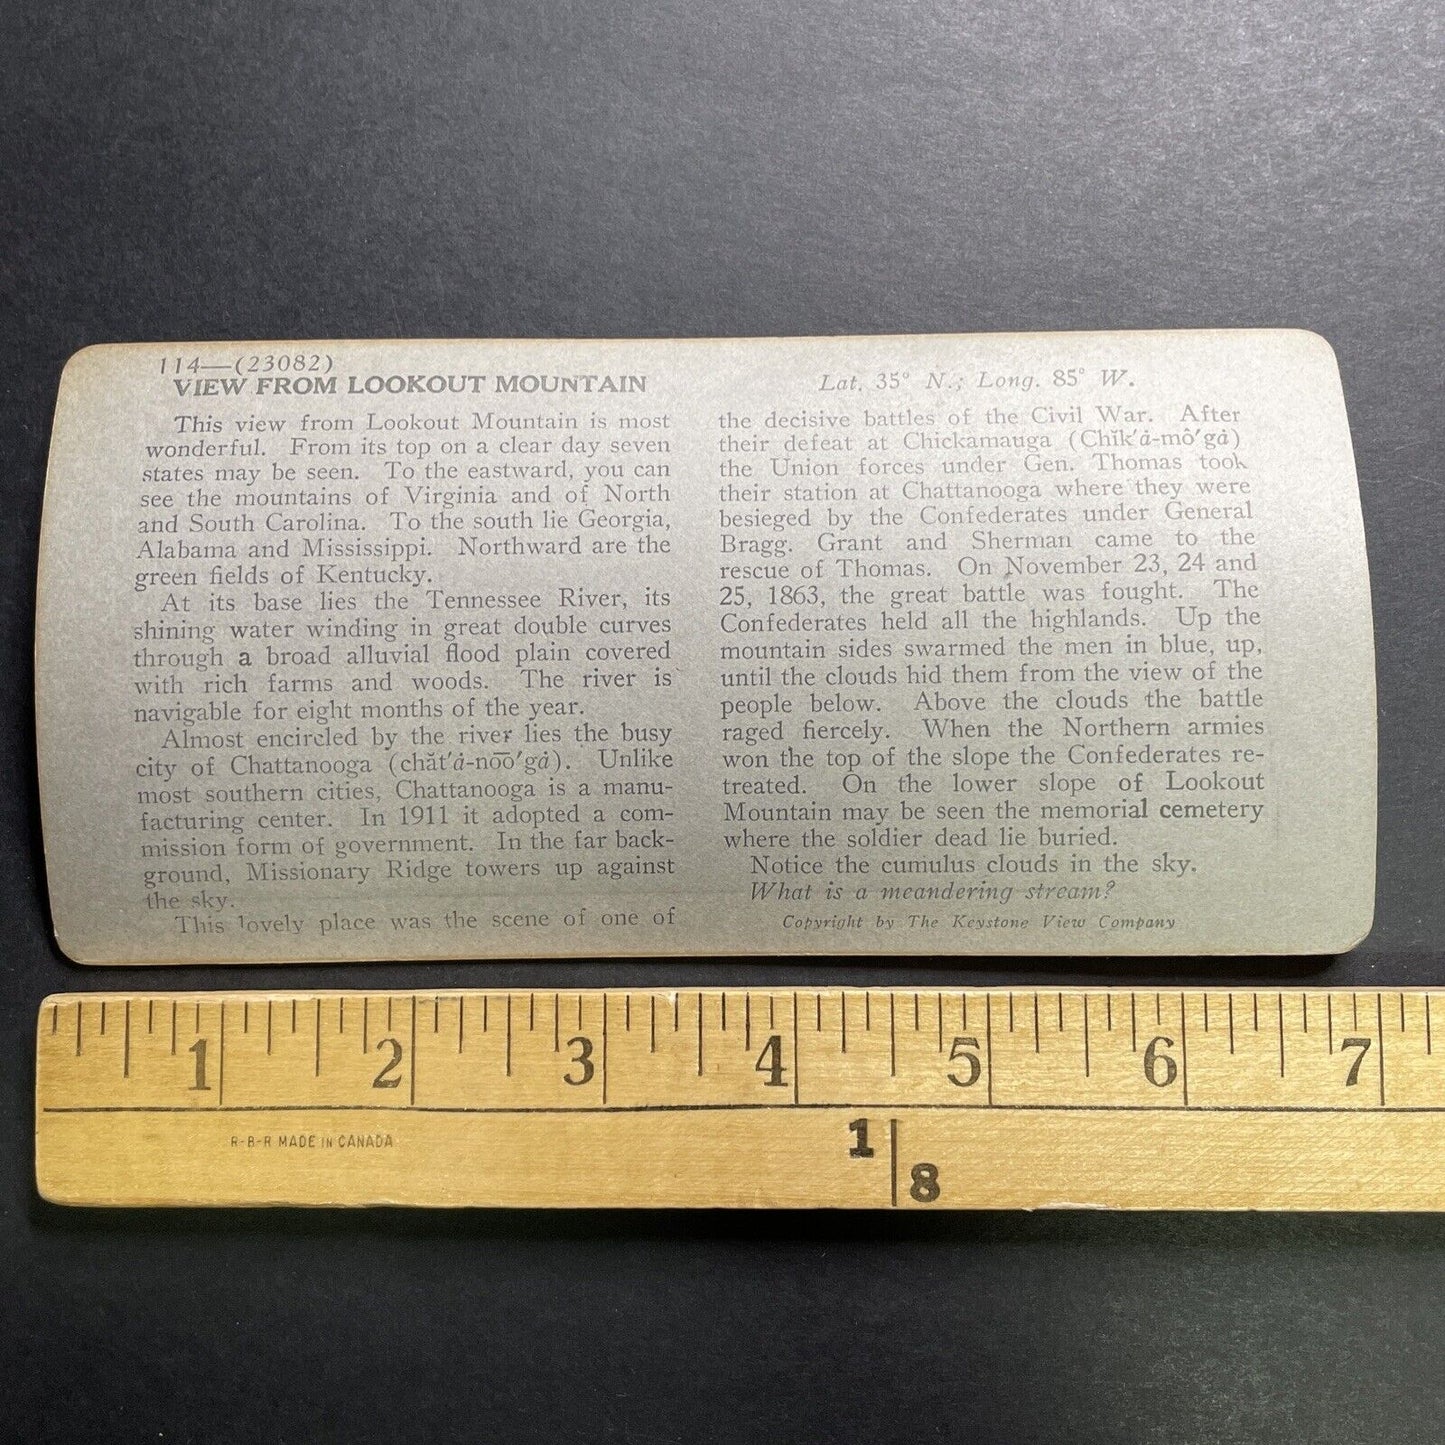 114—(23082)
VIEW FROM LOOKOUT MOUNTAIN
This view from Lookout Mountain is most
wonderful. From its top on a clear day seven
states may be seen. To the eastward, you can
see the mountains of Virginia and of North
and South Carolina. To the south lie Georgia,
Alabama and Mississippi. Northward are the
green fields of Kentucky.
At its base lies the Tennessee River, its
shining water winding in great double curves
through a broad alluvial flood plain covered
with rich farms and woods. The river is
navigable for eight months of the year.
Almost encircled by the river lies the busy
city of Chattanooga (chăt′ȧ-no͞o′gȧ). Unlike
most southern cities, Chattanooga is a manu-
facturing center. In 1911 it adopted a com-
mission form of government. In the far back-
ground, Missionary Ridge towers up against
the sky.
This lovely place was the scene of one of
Lat. 35° N.; Long. 85° W.
the decisive battles of the Civil War. After
their defeat at Chickamauga (Chĭk′ȧ-mô′gȧ)
the Union forces under Gen. Thomas took
their station at Chattanooga where they were
besieged by the Confederates under General
Bragg. Grant and Sherman came to the
rescue of Thomas. On November 23, 24 and
25, 1863, the great battle was fought. The
Confederates held all the highlands. Up the
mountain sides swarmed the men in blue, up,
until the clouds hid them from the view of the
people below. Above the clouds the battle
raged fiercely. When the Northern armies
won the top of the slope the Confederates re-
treated. On the lower slope of Lookout
Mountain may be seen the memorial cemetery
where the soldier dead lie buried.
Notice the cumulus clouds in the sky.
What is a meandering stream?
Copyright by The Keystone View Company
1 2 3 4 5 6 7
R-B-R MADE IN CANADA
1 8